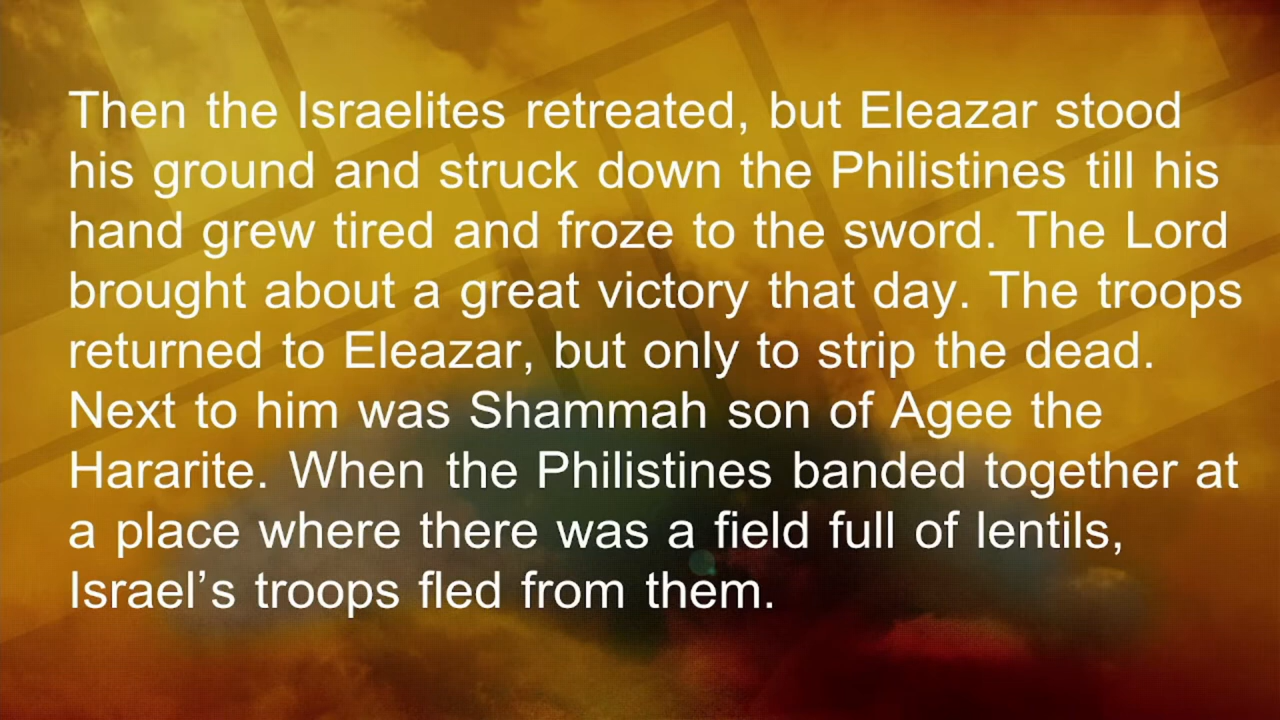 Then the Israelites retreated, but Eleazar stood
his ground and struck down the Philistines till his
hand grew tired and froze to the sword. The Lord
brought about a great victory that day. The troops
returned to Eleazar, but only to strip the dead.
Next to him was Shammah son of Agee the
Hararite. When the Philistines banded together at
a place where there was a field full of lentils,
Israel’s troops fled from them.